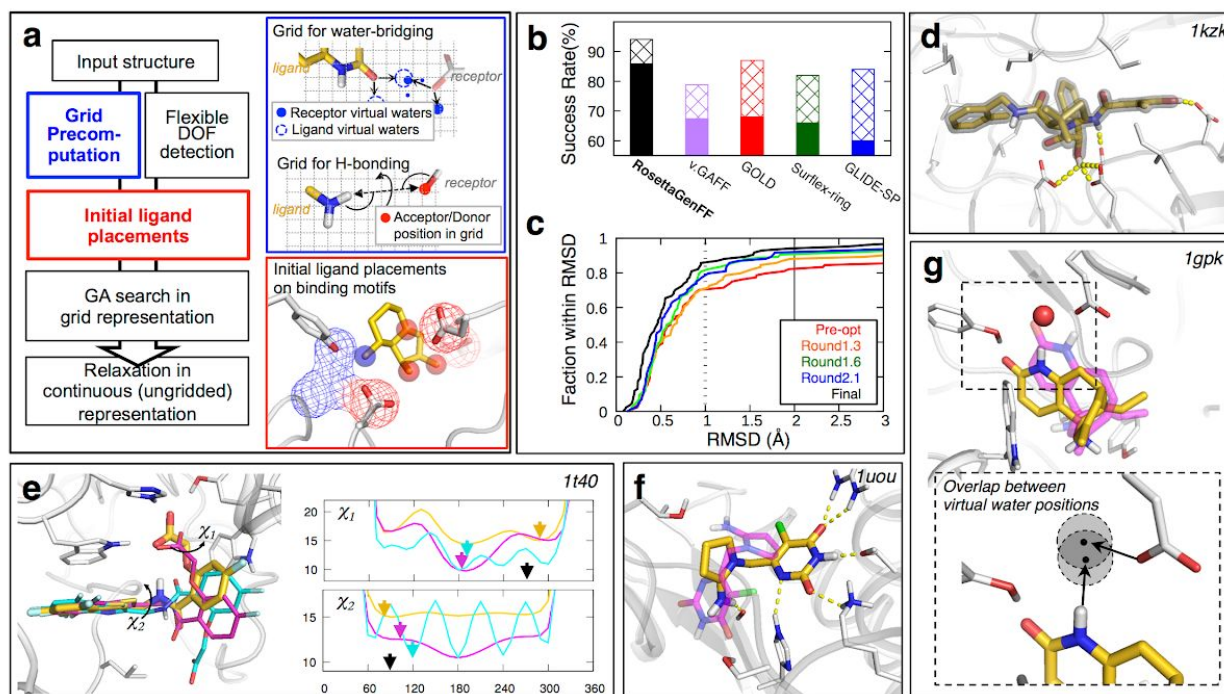 a
Input structure
Grid
Precom-
putation
Flexible
DOF
detection
Initial ligand
placements
GA search in
grid representation
Relaxation in
continuous (ungridded)
representation
Grid for water-bridging
ligand
receptor
Receptor virtual waters
Ligand virtual waters
Grid for H-bonding
receptor
ligand
Acceptor/Donor
position in grid
Initial ligand placements
on binding motifs
b
Success Rate(%)
90
80
70
60
RosettaGenFF
v.GAFF
GOLD
Surflex-ring
GLIDE-SP
c
Fraction within RMSD
1
0.8
0.6
0.4
0.2
0
0 0.5 1 1.5 2 2.5 3
RMSD (Å)
Pre-opt
Round1.3
Round1.6
Round2.1
Final
d
1kzk
g
1gpk
Overlap between
virtual water positions
e
1t40
χ1
χ2
χ1
20
15
10
χ2
15
10
0 60 120 180 240 300 360
f
1uou